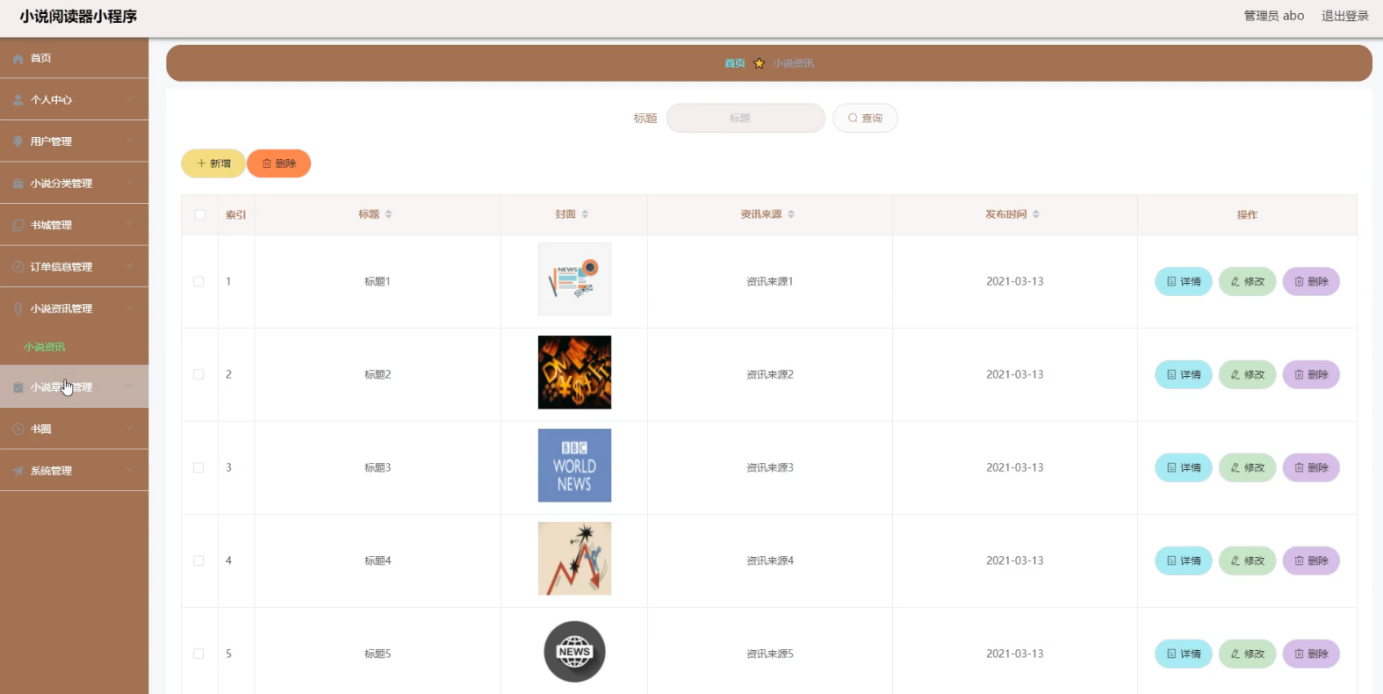 小说阅读器小程序
管理员 abo 退出登录
首页
个人中心
用户管理
小说分类管理
书城管理
订单信息管理
小说资讯管理
小说资讯
管理
书圈
系统管理
首页 小说资讯
标题 标题 查询
新增 删除
索引 标题 封面 资讯来源 发布时间 操作
1 标题1 NEWS 资讯来源1 2021-03-13 详情 修改 删除
2 标题2 资讯来源2 2021-03-13 详情 修改 删除
3 标题3 BBC WORLD NEWS 资讯来源3 2021-03-13 详情 修改 删除
4 标题4 资讯来源4 2021-03-13 详情 修改 删除
5 标题5 NEWS 资讯来源5 2021-03-13 详情 修改 删除